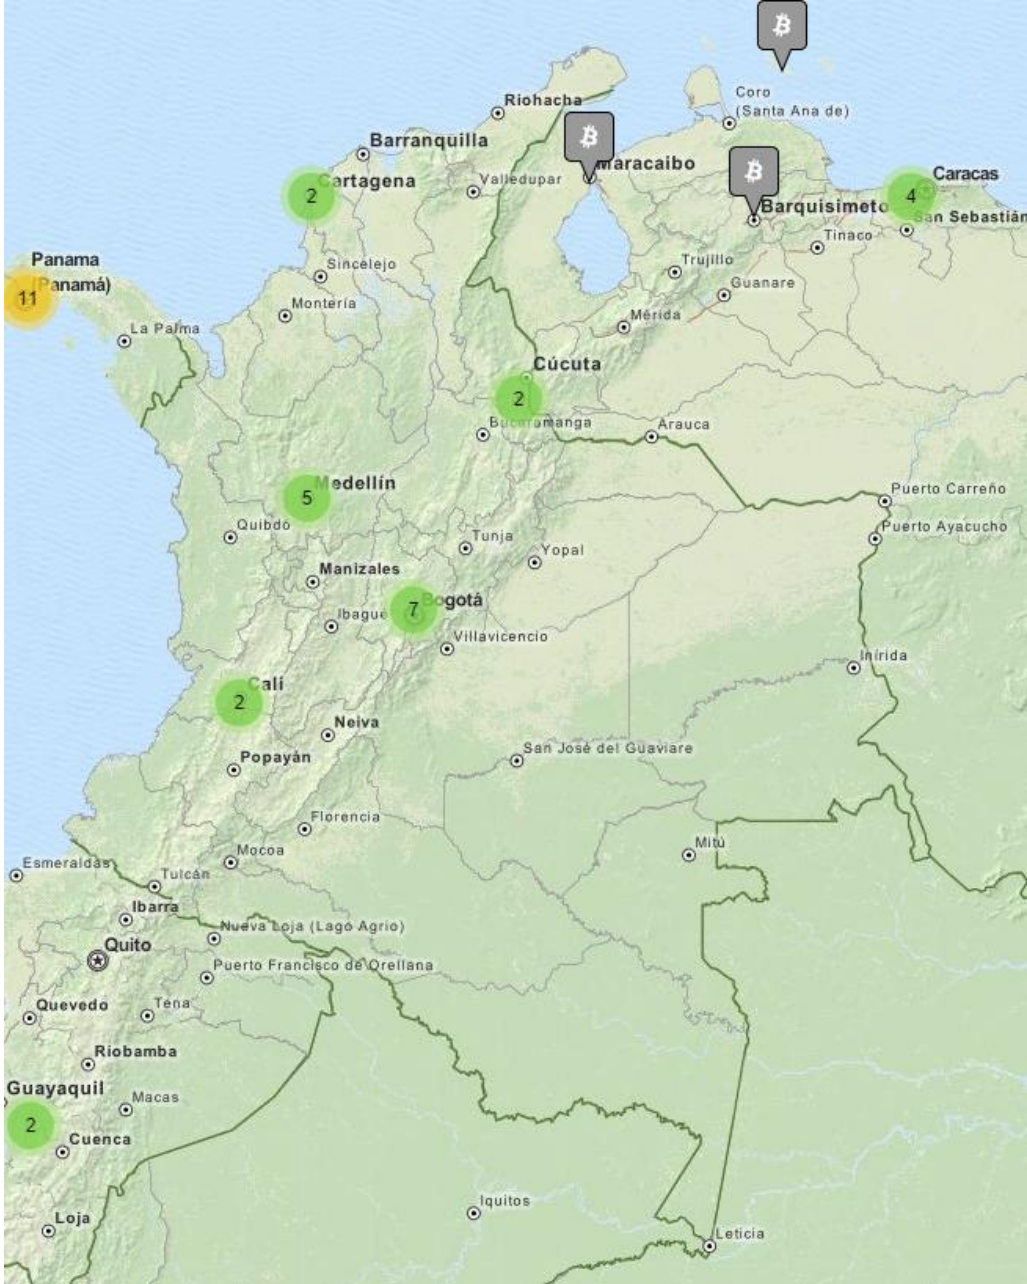 Coro
(Santa Ana de)
Riohacha
Barranquilla
Maracaibo
Caracas
Valledupar
2
Cartagena
4
Barquisimeto
San Sebastián
Tinaco
Panama
(Panamá)
11
Sincelejo
Trujillo
Guanare
Montería
La Palma
Mérida
Cúcuta
2
Bucaramanga
Arauca
Medellín
5
Puerto Carreño
Quibdó
Puerto Ayacucho
Tunja
Yopal
Manizales
Bogotá
7
Ibagué
Villavicencio
Inírida
Cali
2
Neiva
San José del Guaviare
Popayán
Florencia
Mitú
Mocoa
Esmeraldas
Tulcán
Ibarra
Nueva Loja (Lago Agrio)
Quito
Puerto Francisco de Orellana
Quevedo
Tena
Riobamba
Guayaquil
Macas
2
Cuenca
Iquitos
Loja
Leticia